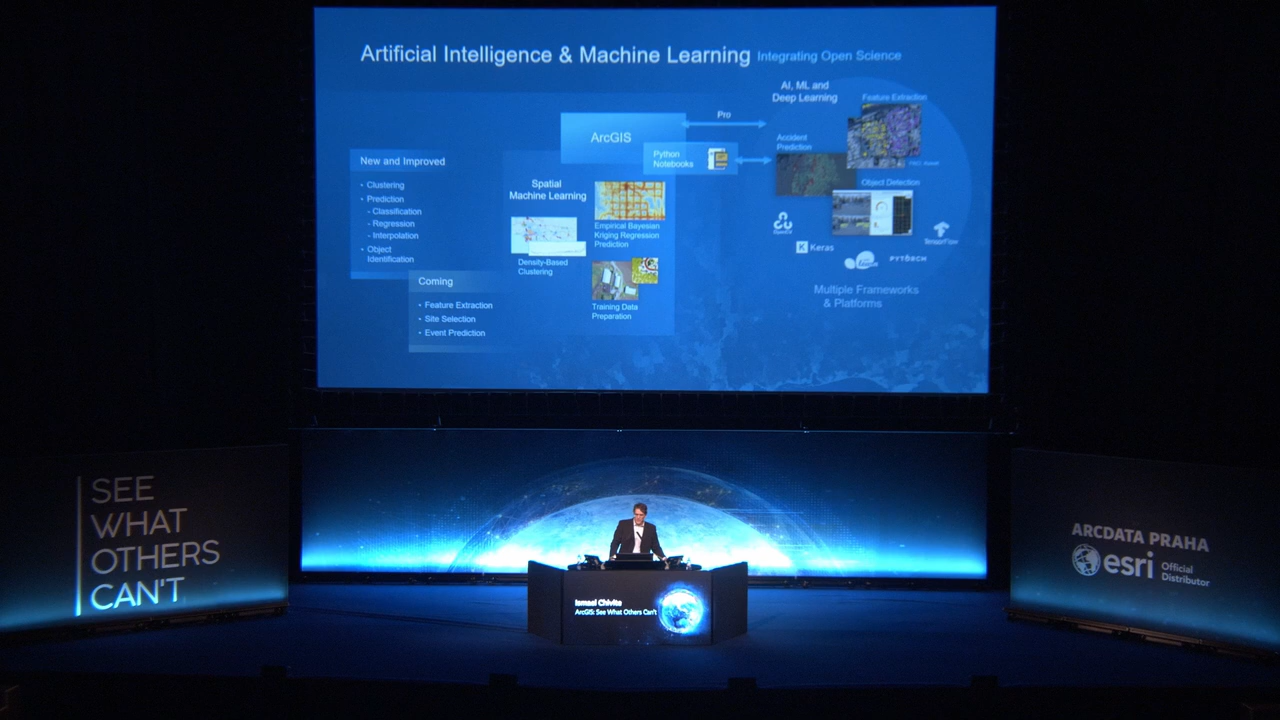 Artificial Intelligence & Machine Learning Integrating Open Science
AI, ML and
Deep Learning
Feature Extraction
Pro
ArcGIS
Python
Notebooks
Accident
Prediction
Object Detection
New and Improved
• Clustering
• Prediction
- Classification
- Regression
- Interpolation
• Object
Identification
Spatial
Machine Learning
Empirical Bayesian
Kriging Regression
Prediction
Density-Based
Clustering
Training Data
Preparation
Coming
• Feature Extraction
• Site Selection
• Event Prediction
K Keras
TensorFlow
PYTORCH
Multiple Frameworks
& Platforms
SEE
WHAT
OTHERS
CAN'T
Ismael Chivite
ArcGIS: See What Others Can't
ARCDATA PRAHA
esri Official
Distributor